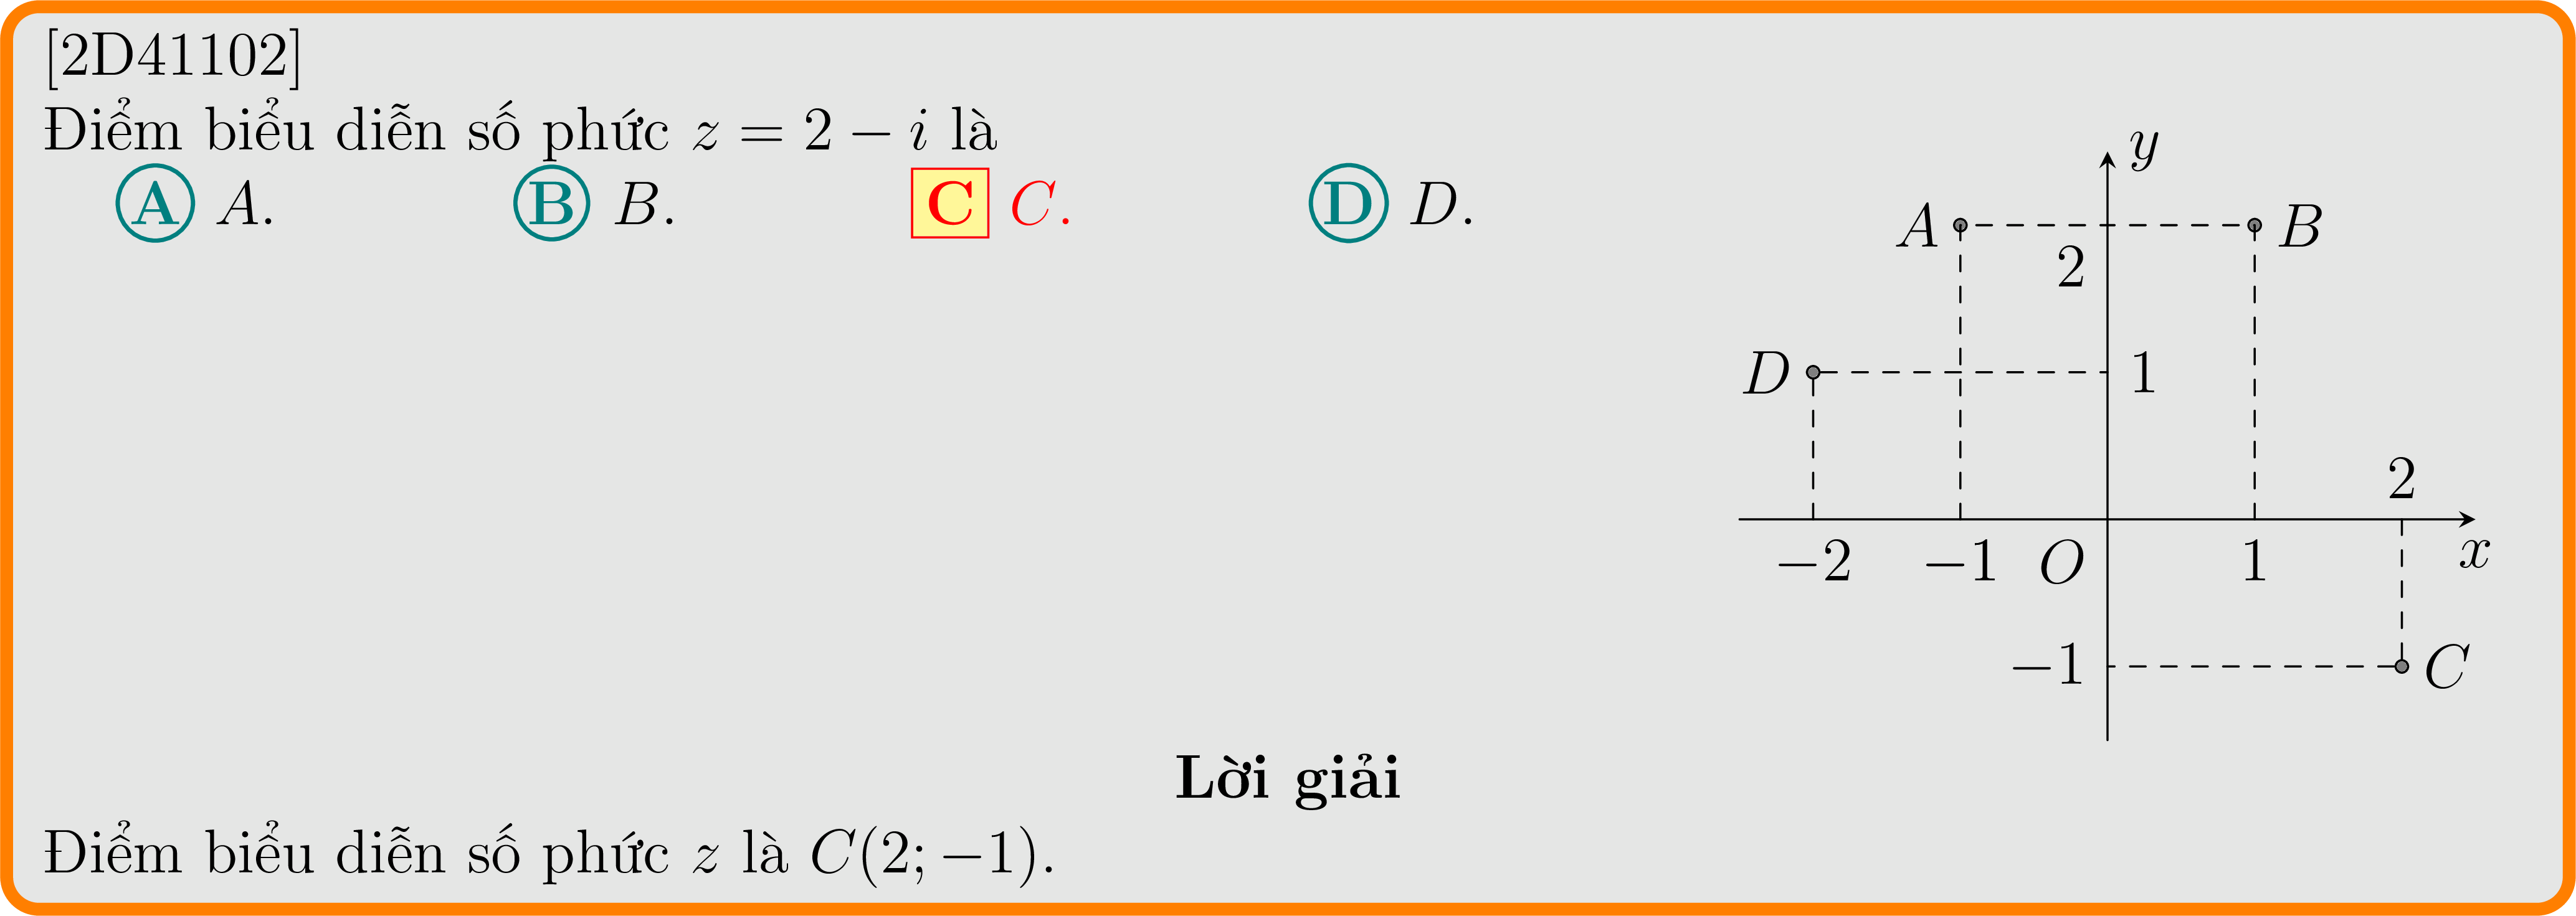 [2D41102]
Điểm biểu diễn số phức z = 2 − i là
A A. B B. C C. D D.
y
A B
2
D 1
2
−2 −1 O 1 x
−1 C
Lời giải
Điểm biểu diễn số phức z là C(2; −1).